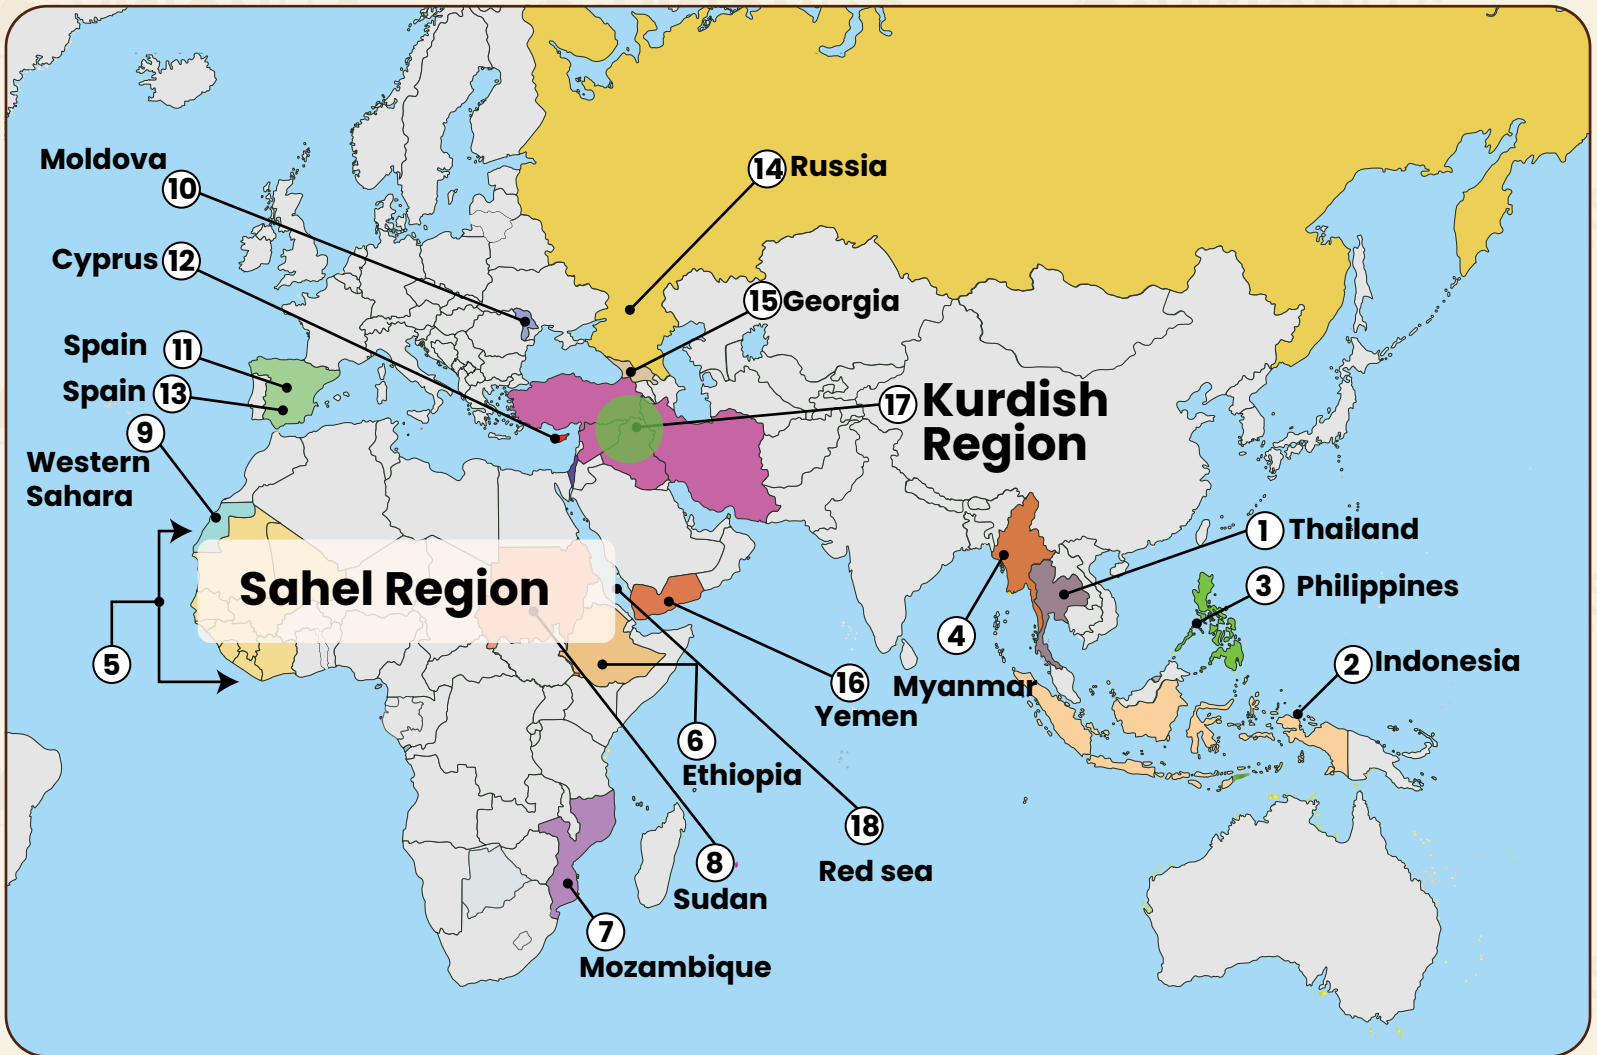 Moldova
10
14 Russia
Cyprus 12
15 Georgia
Spain 11
Spain 13
17 Kurdish
Region
9
Western
Sahara
1 Thailand
Sahel Region
3 Philippines
4
5
2 Indonesia
16
Myanmar
Yemen
6
Ethiopia
18
Red sea
8
Sudan
7
Mozambique